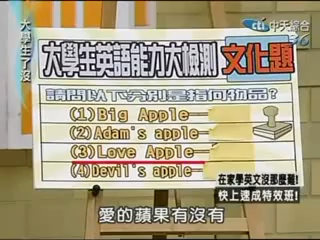 大學生了沒
cti 中天綜合
大學生英語能力大檢測 文化題
請問以下分別是指何物品?
(1)Big Apple—
(2)Adam's apple—
(3)Love Apple—
(4)Devil's apple—
在家學英文沒那麼難!
快上速成特效班!
愛的蘋果有沒有